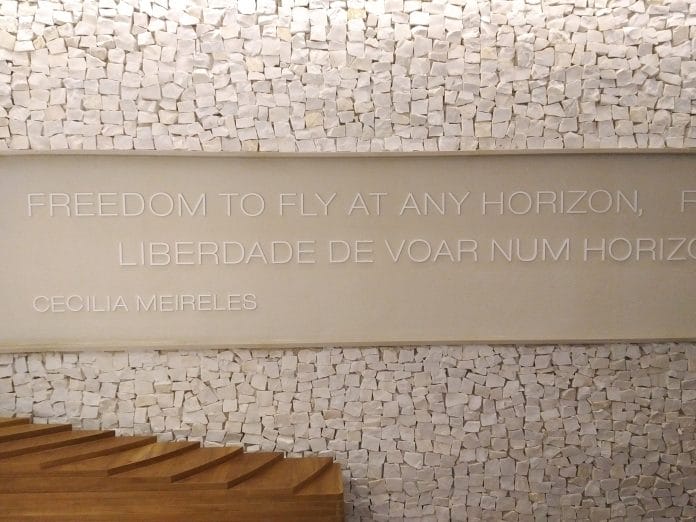 FREEDOM TO FLY AT ANY HORIZON,
LIBERDADE DE VOAR NUM
CECILIA MEIRELES